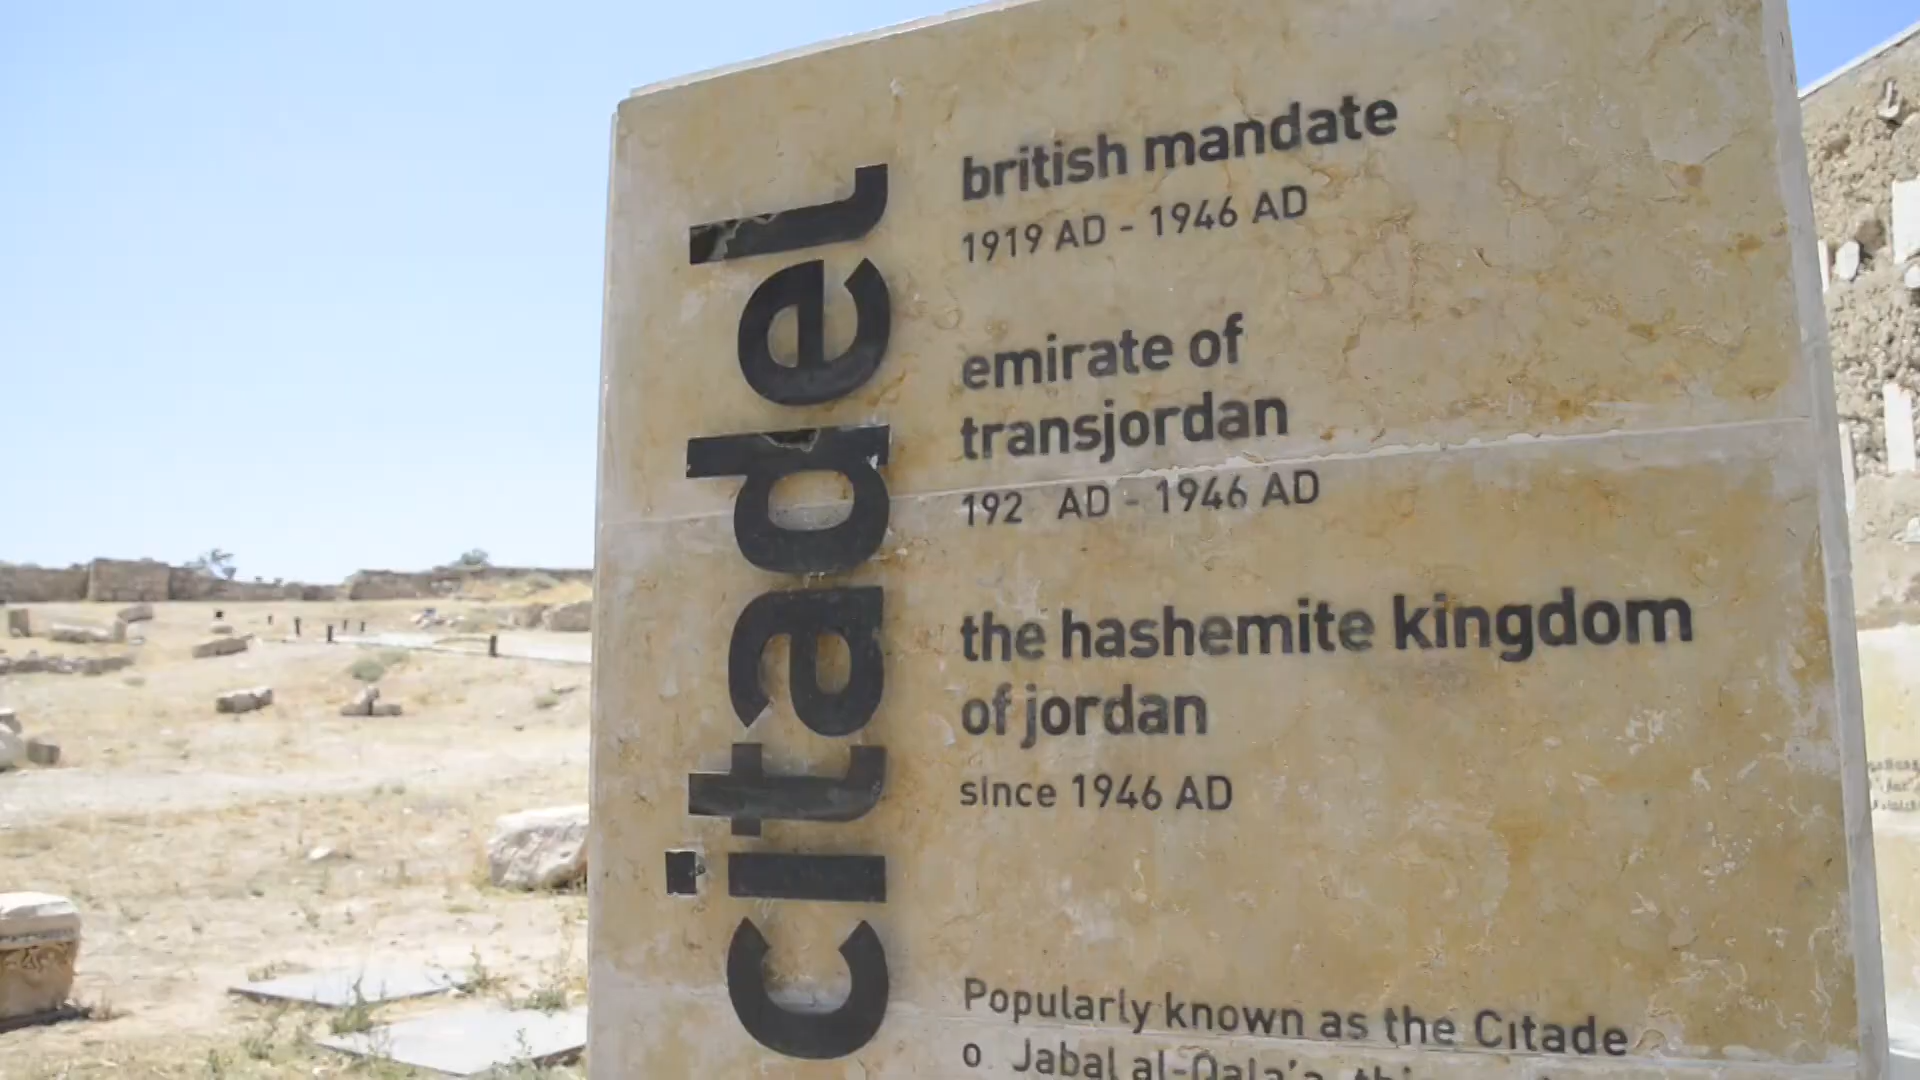 citadel
british mandate
1919 AD - 1946 AD
emirate of
transjordan
192 AD - 1946 AD
the hashemite kingdom
of jordan
since 1946 AD
Popularly known as the Citade
o Jabal al-Qala'a,